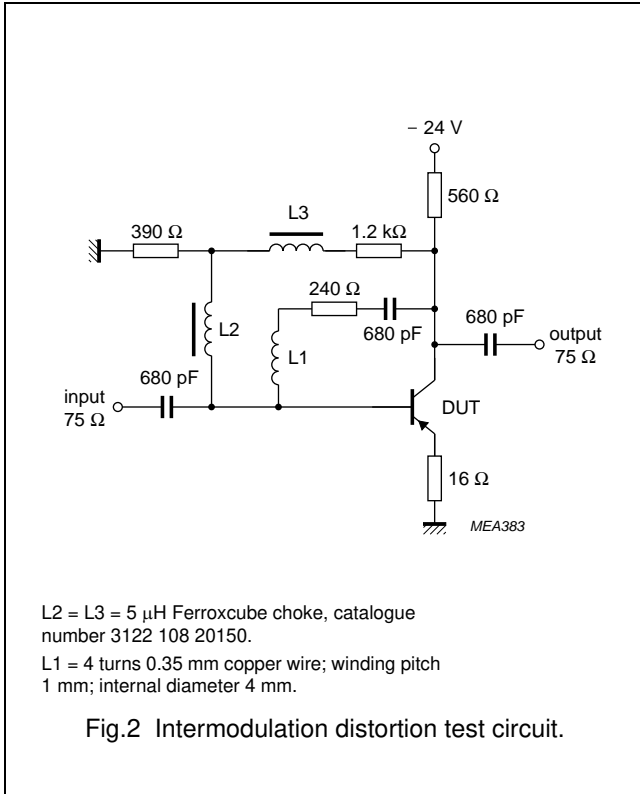 − 24 V
560 Ω
L3
390 Ω
1.2 kΩ
240 Ω
L2
680 pF
680 pF
output
75 Ω
L1
680 pF
input
75 Ω
DUT
16 Ω
MEA383
L2 = L3 = 5 μH Ferroxcube choke, catalogue
number 3122 108 20150.
L1 = 4 turns 0.35 mm copper wire; winding pitch
1 mm; internal diameter 4 mm.
Fig.2 Intermodulation distortion test circuit.